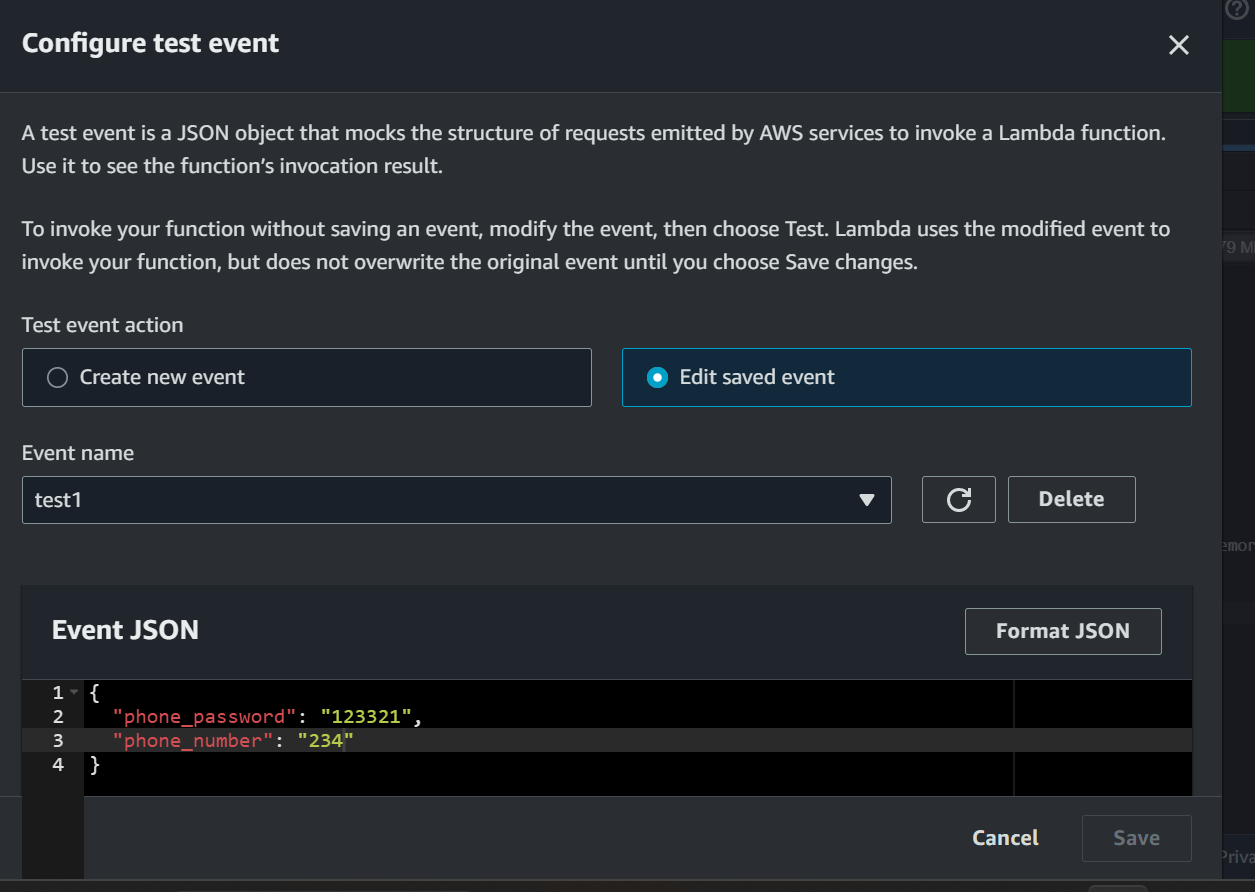 Configure test event
A test event is a JSON object that mocks the structure of requests emitted by AWS services to invoke a Lambda function.
Use it to see the function’s invocation result.
To invoke your function without saving an event, modify the event, then choose Test. Lambda uses the modified event to
invoke your function, but does not overwrite the original event until you choose Save changes.
Test event action
Create new event
Edit saved event
Event name
test1
Delete
Event JSON
Format JSON
1 {
2 "phone_password": "123321",
3 "phone_number": "234"
4 }
Cancel
Save